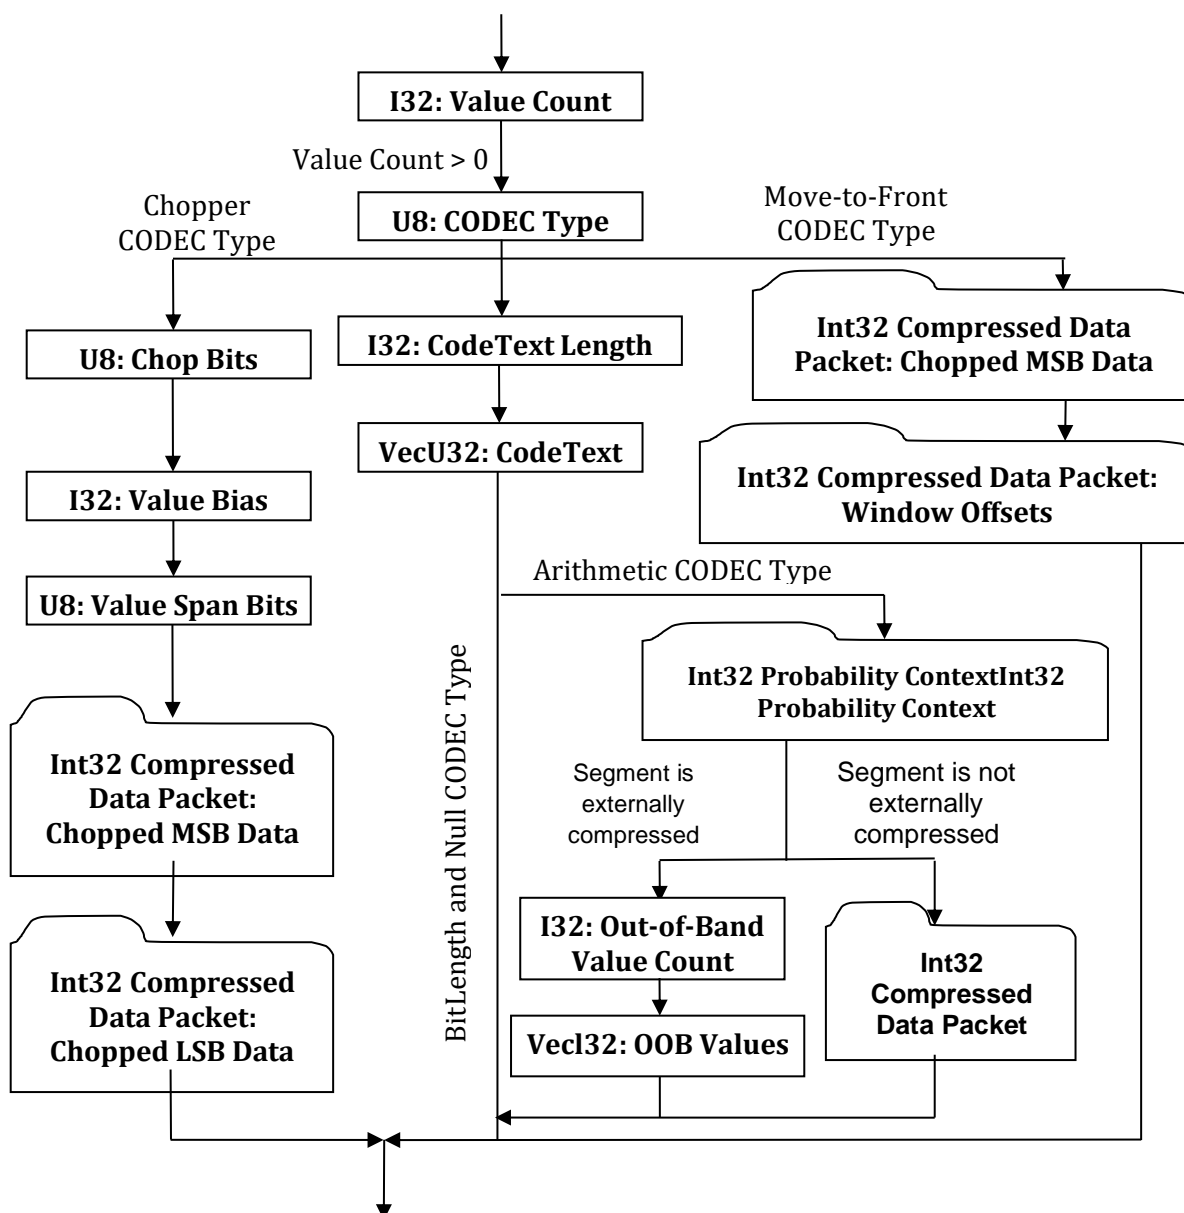 I32: Value Count
Value Count > 0
U8: CODEC Type
Chopper
CODEC Type
Move-to-Front
CODEC Type
U8: Chop Bits
I32: Value Bias
U8: Value Span Bits
Int32 Compressed
Data Packet:
Chopped MSB Data
Int32 Compressed
Data Packet:
Chopped LSB Data
I32: CodeText Length
VecU32: CodeText
BitLength and Null CODEC Type
Int32 Compressed Data
Packet: Chopped MSB Data
Int32 Compressed Data Packet:
Window Offsets
Arithmetic CODEC Type
Int32 Probability ContextInt32
Probability Context
Segment is
externally
compressed
Segment is not
externally
compressed
I32: Out-of-Band
Value Count
VecI32: OOB Values
Int32
Compressed
Data Packet